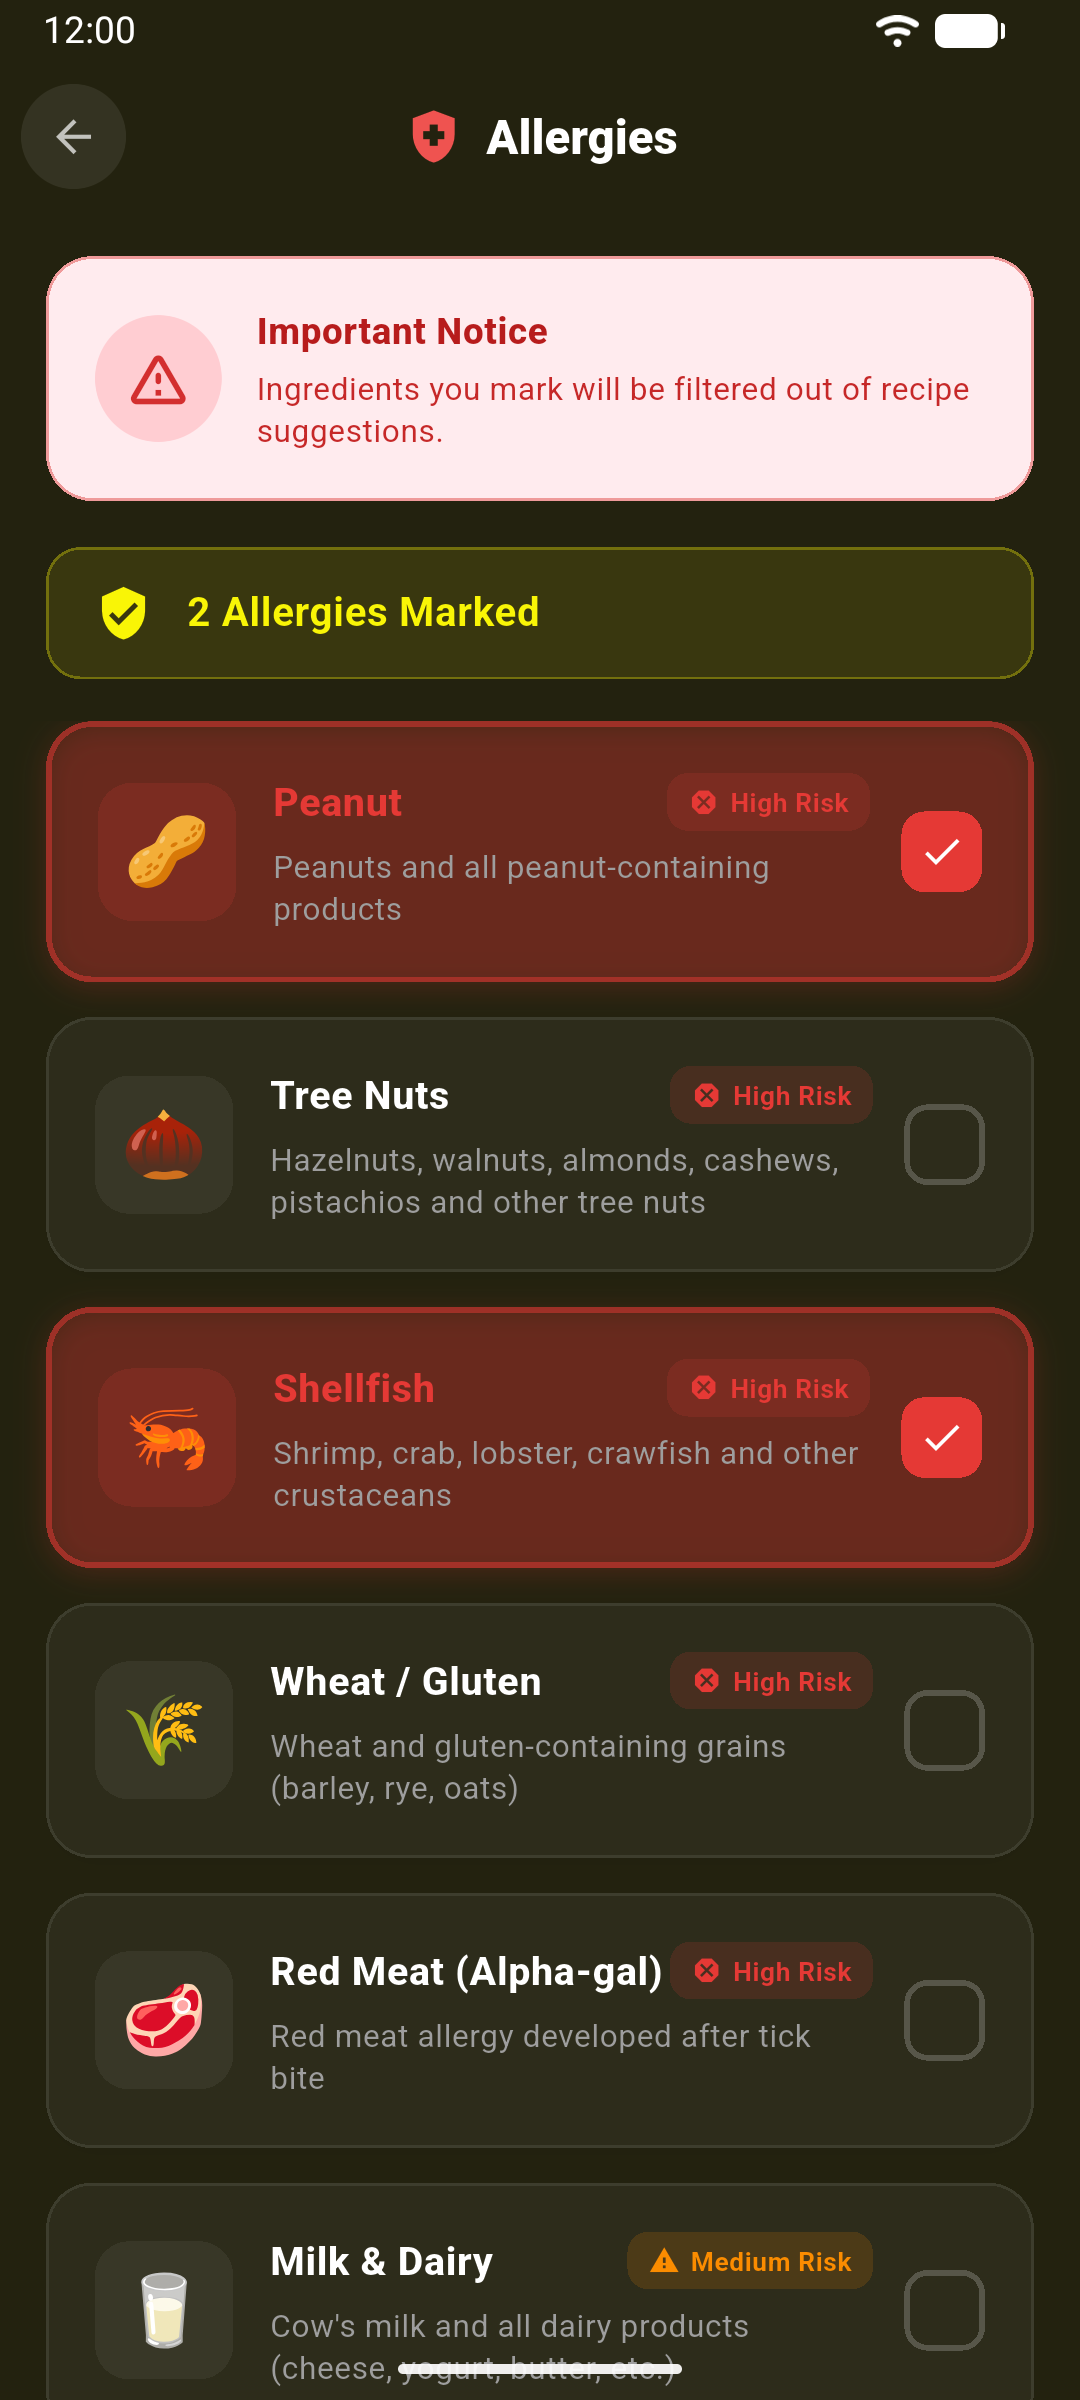 12:00
Allergies
Important Notice
Ingredients you mark will be filtered out of recipe
suggestions.
2 Allergies Marked
Peanut
High Risk
Peanuts and all peanut-containing
products
Tree Nuts
High Risk
Hazelnuts, walnuts, almonds, cashews,
pistachios and other tree nuts
Shellfish
High Risk
Shrimp, crab, lobster, crawfish and other
crustaceans
Wheat / Gluten
High Risk
Wheat and gluten-containing grains
(barley, rye, oats)
Red Meat (Alpha-gal)
High Risk
Red meat allergy developed after tick
bite
Milk & Dairy
Medium Risk
Cow's milk and all dairy products
(cheese, yogurt, butter, etc.)